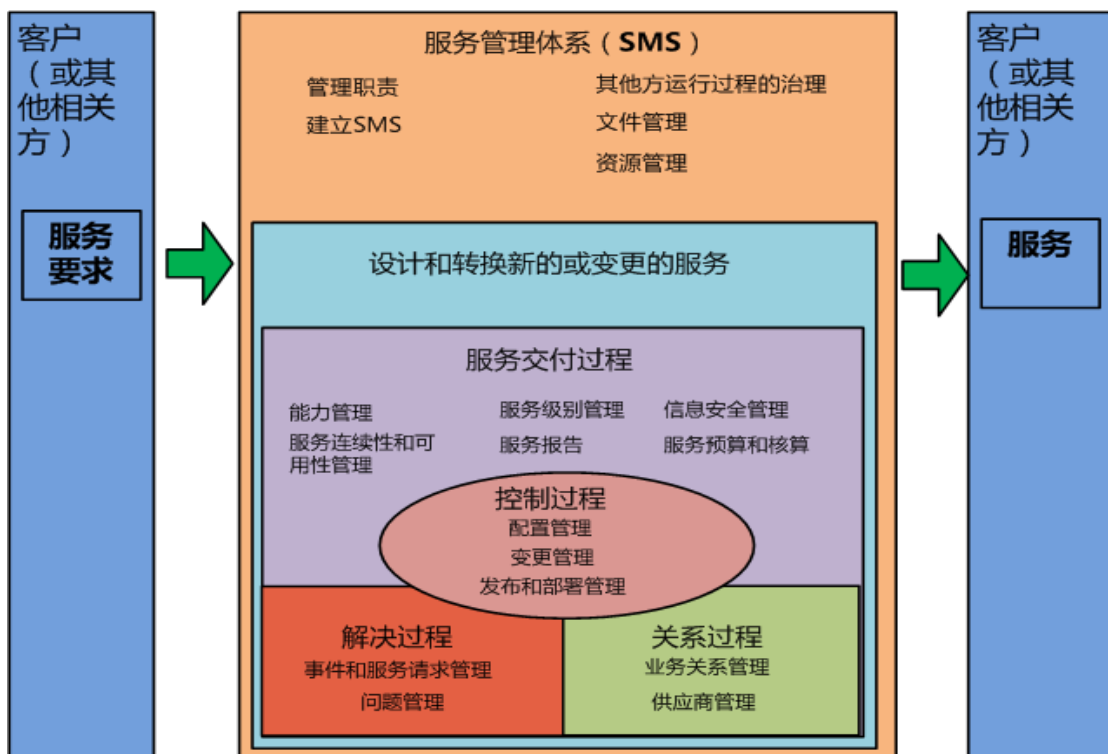 客户
（或其
他相关
方）
服务
要求
服务管理体系（SMS）
管理职责
其他方运行过程的治理
建立SMS
文件管理
资源管理
设计和转换新的或变更的服务
服务交付过程
能力管理
服务级别管理
信息安全管理
服务连续性和可
用性管理
服务报告
服务预算和核算
控制过程
配置管理
变更管理
发布和部署管理
解决过程
事件和服务请求管理
问题管理
关系过程
业务关系管理
供应商管理
客户
（或其
他相关
方）
服务